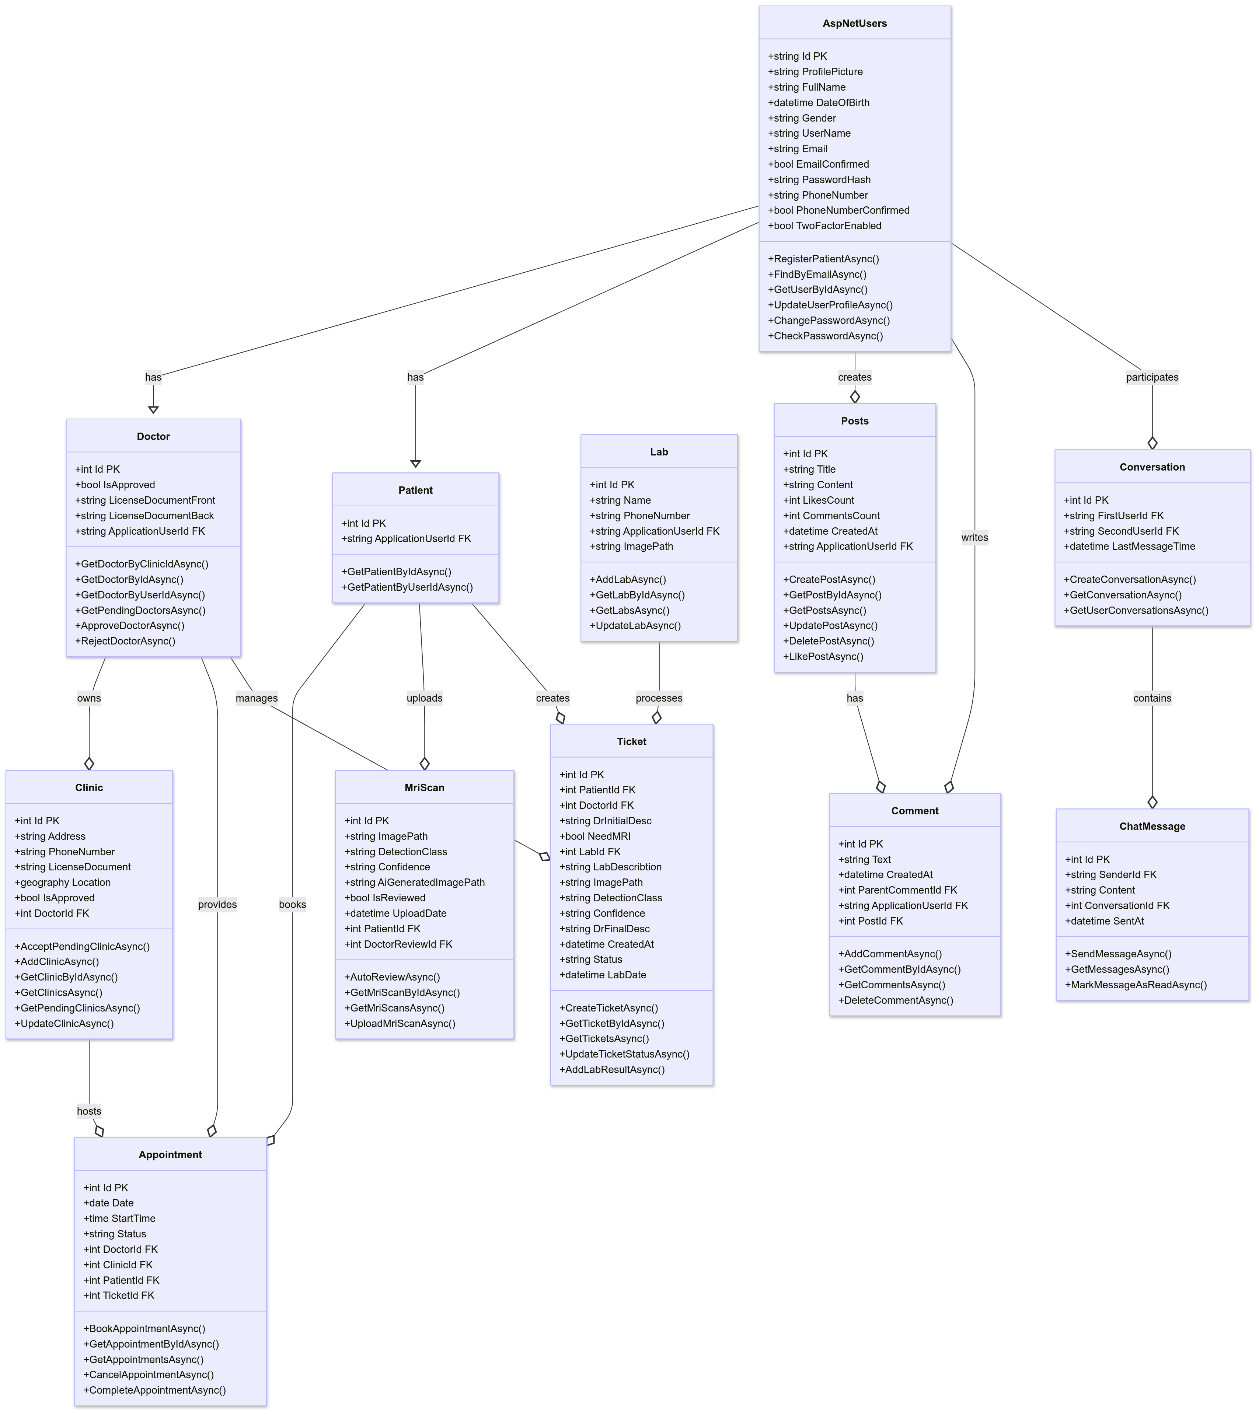 AspNetUsers
+string Id PK
+string ProfilePicture
+string FullName
+datetime DateOfBirth
+string Gender
+string UserName
+string Email
+bool EmailConfirmed
+string PasswordHash
+string PhoneNumber
+bool PhoneNumberConfirmed
+bool TwoFactorEnabled
+RegisterPatientAsync()
+FindByEmailAsync()
+GetUserByIdAsync()
+UpdateUserProfileAsync()
+ChangePasswordAsync()
+CheckPasswordAsync()
has
has
creates
participates
Doctor
+int Id PK
+bool IsApproved
+string LicenseDocumentFront
+string LicenseDocumentBack
+string ApplicationUserId FK
+GetDoctorByClinicIdAsync()
+GetDoctorByIdAsync()
+GetDoctorByUserIdAsync()
+GetPendingDoctorsAsync()
+ApproveDoctorAsync()
+RejectDoctorAsync()
Patient
+int Id PK
+string ApplicationUserId FK
+GetPatientByIdAsync()
+GetPatientByUserIdAsync()
Lab
+int Id PK
+string Name
+string PhoneNumber
+string ApplicationUserId FK
+string ImagePath
+AddLabAsync()
+GetLabByIdAsync()
+GetLabsAsync()
+UpdateLabAsync()
Posts
+int Id PK
+string Title
+string Content
+int LikesCount
+int CommentsCount
+datetime CreatedAt
+string ApplicationUserId FK
+CreatePostAsync()
+GetPostByIdAsync()
+GetPostsAsync()
+UpdatePostAsync()
+DeletePostAsync()
+LikePostAsync()
writes
Conversation
+int Id PK
+string FirstUserId FK
+string SecondUserId FK
+datetime LastMessageTime
+CreateConversationAsync()
+GetConversationAsync()
+GetUserConversationsAsync()
owns
manages
uploads
creates
processes
has
contains
Clinic
+int Id PK
+string Address
+string PhoneNumber
+string LicenseDocument
+geography Location
+bool IsApproved
+int DoctorId FK
+AcceptPendingClinicAsync()
+AddClinicAsync()
+GetClinicByIdAsync()
+GetClinicsAsync()
+GetPendingClinicsAsync()
+UpdateClinicAsync()
provides
books
MriScan
+int Id PK
+string ImagePath
+string DetectionClass
+string Confidence
+string AiGeneratedImagePath
+bool IsReviewed
+datetime UploadDate
+int PatientId FK
+int DoctorReviewId FK
+AutoReviewAsync()
+GetMriScanByIdAsync()
+GetMriScansAsync()
+UploadMriScanAsync()
Ticket
+int Id PK
+int PatientId FK
+int DoctorId FK
+string DrInitialDesc
+bool NeedMRI
+int LabId FK
+string LabDescribtion
+string ImagePath
+string DetectionClass
+string Confidence
+string DrFinalDesc
+datetime CreatedAt
+string Status
+datetime LabDate
+CreateTicketAsync()
+GetTicketByIdAsync()
+GetTicketsAsync()
+UpdateTicketStatusAsync()
+AddLabResultAsync()
Comment
+int Id PK
+string Text
+datetime CreatedAt
+int ParentCommentId FK
+string ApplicationUserId FK
+int PostId FK
+AddCommentAsync()
+GetCommentByIdAsync()
+GetCommentsAsync()
+DeleteCommentAsync()
ChatMessage
+int Id PK
+string SenderId FK
+string Content
+int ConversationId FK
+datetime SentAt
+SendMessageAsync()
+GetMessagesAsync()
+MarkMessageAsReadAsync()
hosts
Appointment
+int Id PK
+date Date
+time StartTime
+string Status
+int DoctorId FK
+int ClinicId FK
+int PatientId FK
+int TicketId FK
+BookAppointmentAsync()
+GetAppointmentByIdAsync()
+GetAppointmentsAsync()
+CancelAppointmentAsync()
+CompleteAppointmentAsync()